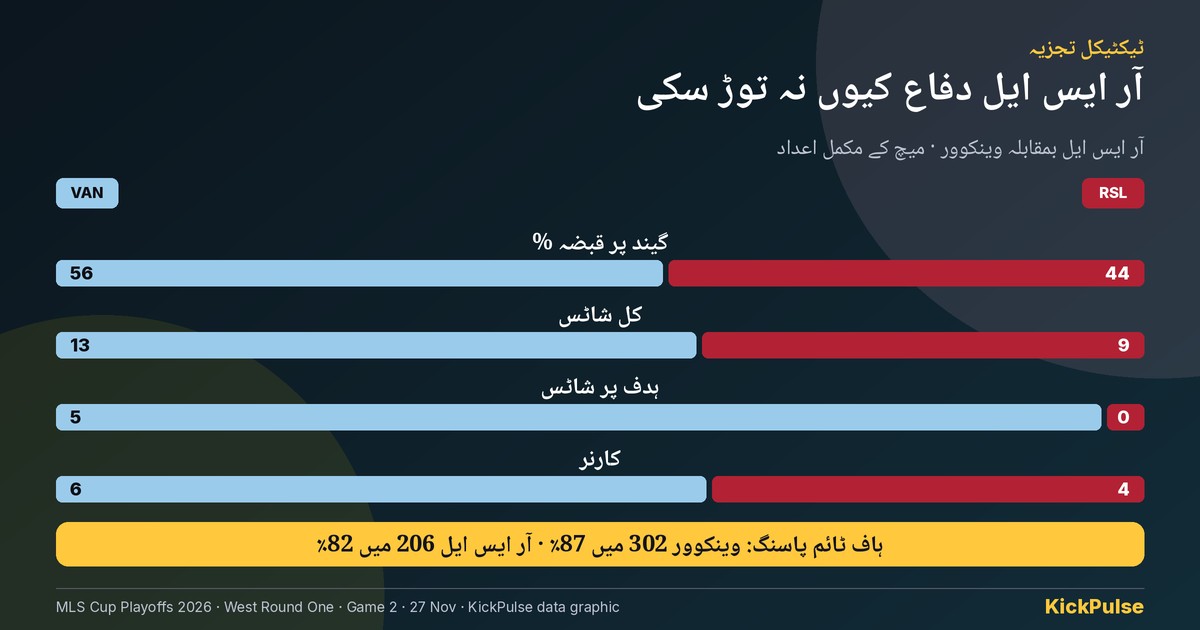 ٹیکٹیکل تجزیہ
آر ایس ایل دفاع کیوں نہ توڑ سکی
آر ایس ایل بمقابلہ وینکوور · میچ کے مکمل اعداد
RSL
VAN
گیند پر قبضہ %
44
56
کل شاٹس
9
13
ہدف پر شاٹس
0
5
کارنر
4
6
ہاف ٹائم پاسنگ: وینکوور 302 میں 87٪ · آر ایس ایل 206 میں 82٪
MLS Cup Playoffs 2026 · West Round One · Game 2 · 27 Nov · KickPulse data graphic
KickPulse